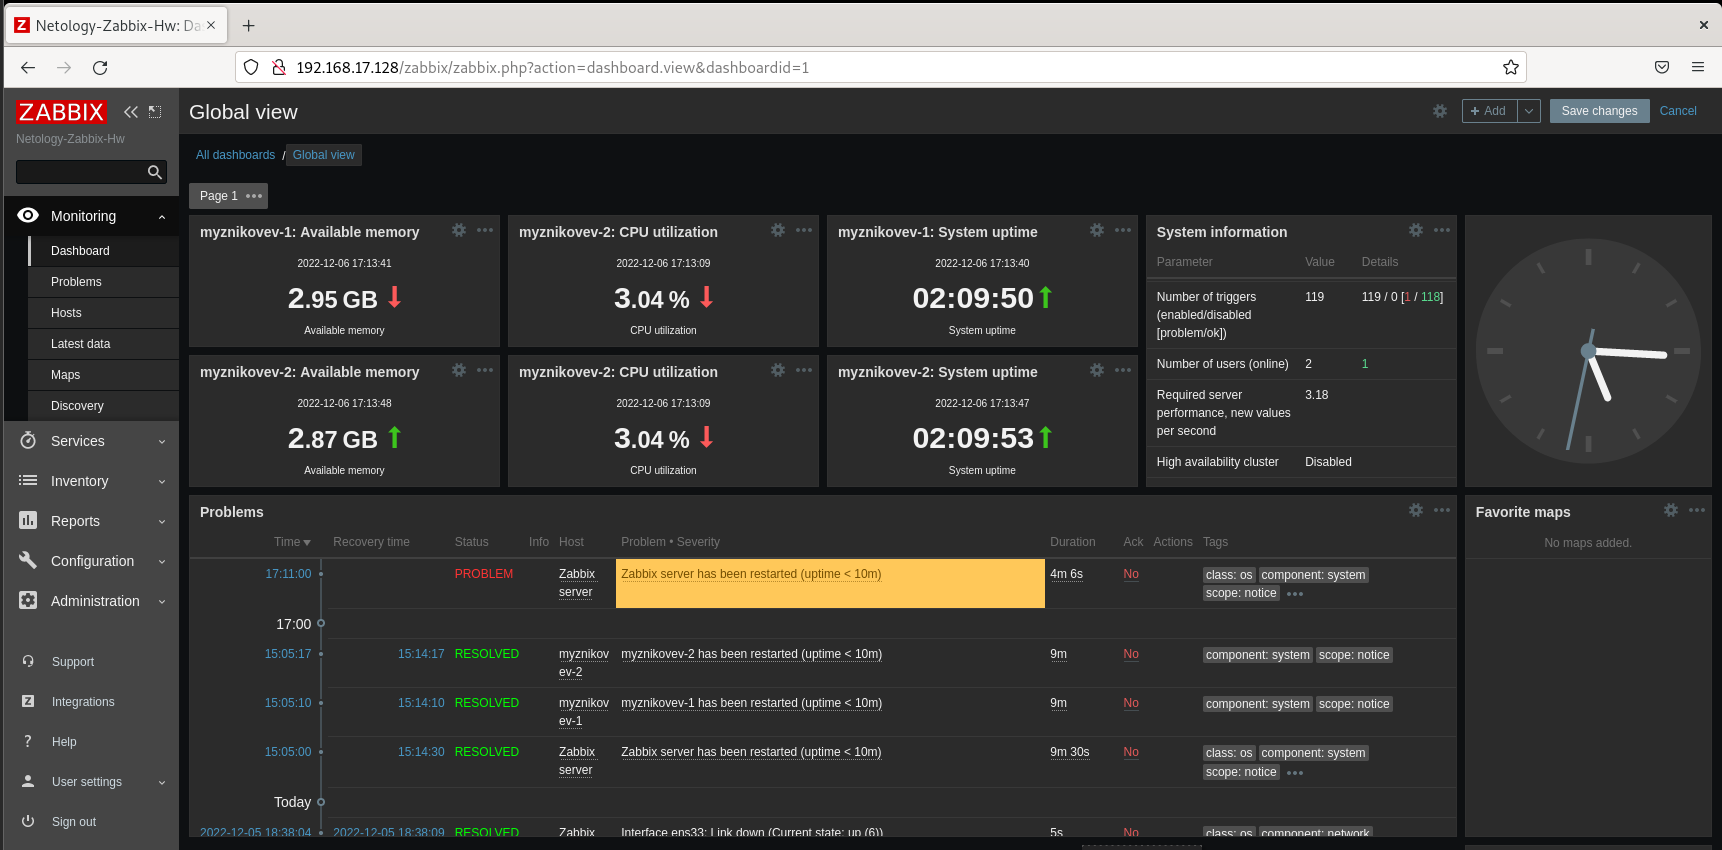 Netology-Zabbix-Hw: Da
192.168.17.128/zabbix/zabbix.php?action=dashboard.view&dashboardid=1
ZABBIX
Netology-Zabbix-Hw
Monitoring
Dashboard
Problems
Hosts
Latest data
Maps
Discovery
Services
Inventory
Reports
Configuration
Administration
Support
Integrations
Help
User settings
Sign out
Global view
+ Add
Save changes
Cancel
All dashboards / Global view
Page 1
myznikovev-1: Available memory
2022-12-06 17:13:41
2.95 GB
Available memory
myznikovev-2: CPU utilization
2022-12-06 17:13:09
3.04 %
CPU utilization
myznikovev-1: System uptime
2022-12-06 17:13:40
02:09:50
System uptime
myznikovev-2: Available memory
2022-12-06 17:13:48
2.87 GB
Available memory
myznikovev-2: CPU utilization
2022-12-06 17:13:09
3.04 %
CPU utilization
myznikovev-2: System uptime
2022-12-06 17:13:47
02:09:53
System uptime
System information
Parameter Value Details
Number of triggers 119 119 / 0 [1 / 118]
(enabled/disabled
[problem/ok])
Number of users (online) 2 1
Required server 3.18
performance, new values
per second
High availability cluster Disabled
Problems
Time Recovery time Status Info Host Problem • Severity Duration Ack Actions Tags
17:11:00 PROBLEM Zabbix Zabbix server has been restarted (uptime < 10m) 4m 6s No class: os component: system
server scope: notice
17:00
15:05:17 15:14:17 RESOLVED myznikov myznikovev-2 has been restarted (uptime < 10m) 9m No component: system scope: notice
ev-2
15:05:10 15:14:10 RESOLVED myznikov myznikovev-1 has been restarted (uptime < 10m) 9m No component: system scope: notice
ev-1
15:05:00 15:14:30 RESOLVED Zabbix Zabbix server has been restarted (uptime < 10m) 9m 30s No class: os component: system
server scope: notice
Today
2022-12-05 18:38:04 2022-12-05 18:38:09 RESOLVED Zabbix Interface ens33: Link down (Current state: up (6)) 5s No class: os component: network
Favorite maps
No maps added.